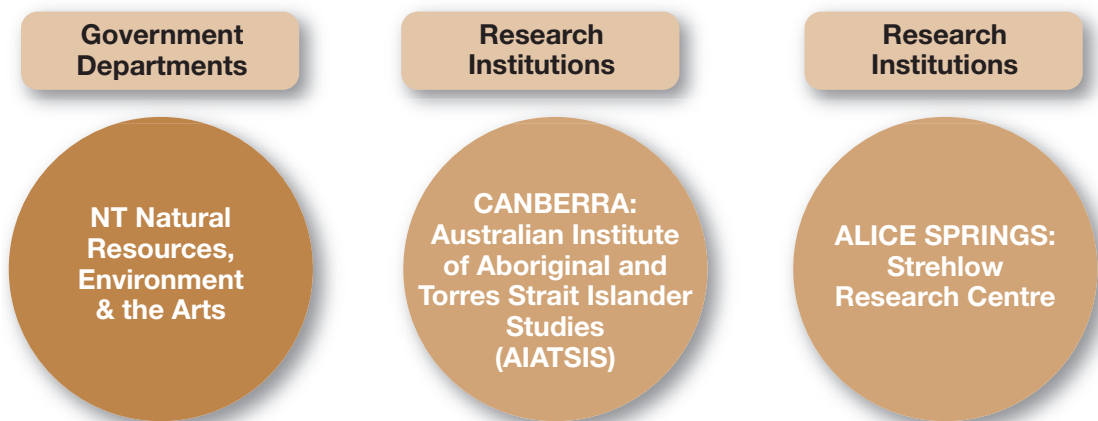 Government
Departments
Research
Institutions
Research
Institutions
NT Natural
Resources,
Environment
& the Arts
CANBERRA:
Australian Institute
of Aboriginal and
Torres Strait Islander
Studies
(AIATSIS)
ALICE SPRINGS:
Strehlow
Research Centre